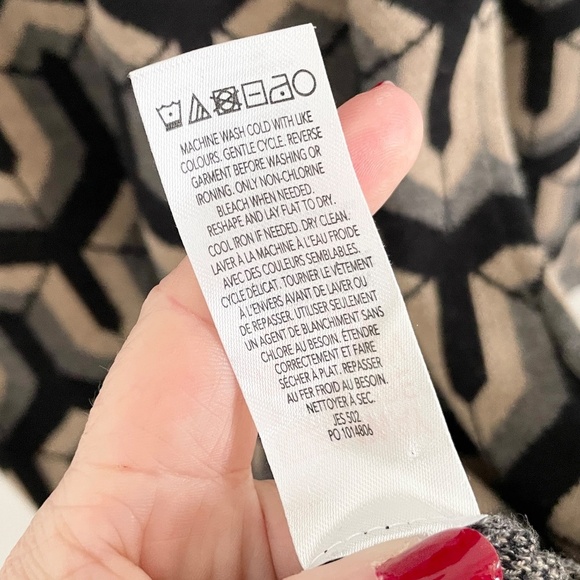 MACHINE WASH COLD WITH LIKE
COLOURS. GENTLE CYCLE. REVERSE
GARMENT BEFORE WASHING OR
IRONING. ONLY NON-CHLORINE
BLEACH WHEN NEEDED.
RESHAPE AND LAY FLAT TO DRY.
COOL IRON IF NEEDED. DRY CLEAN.
LAVER À LA MACHINE À L'EAU FROIDE
AVEC DES COULEURS SEMBLABLES.
CYCLE DÉLICAT. TOURNER LE VÊTEMENT
À L'ENVERS AVANT DE LAVER OU
DE REPASSER. UTILISER SEULEMENT
UN AGENT DE BLANCHIMENT SANS
CHLORE AU BESOIN. ÉTENDRE
CORRECTEMENT ET FAIRE
SÉCHER À PLAT. REPASSER
AU FER FROID AU BESOIN.
NETTOYER À SEC.
JES S02
PO 1014806